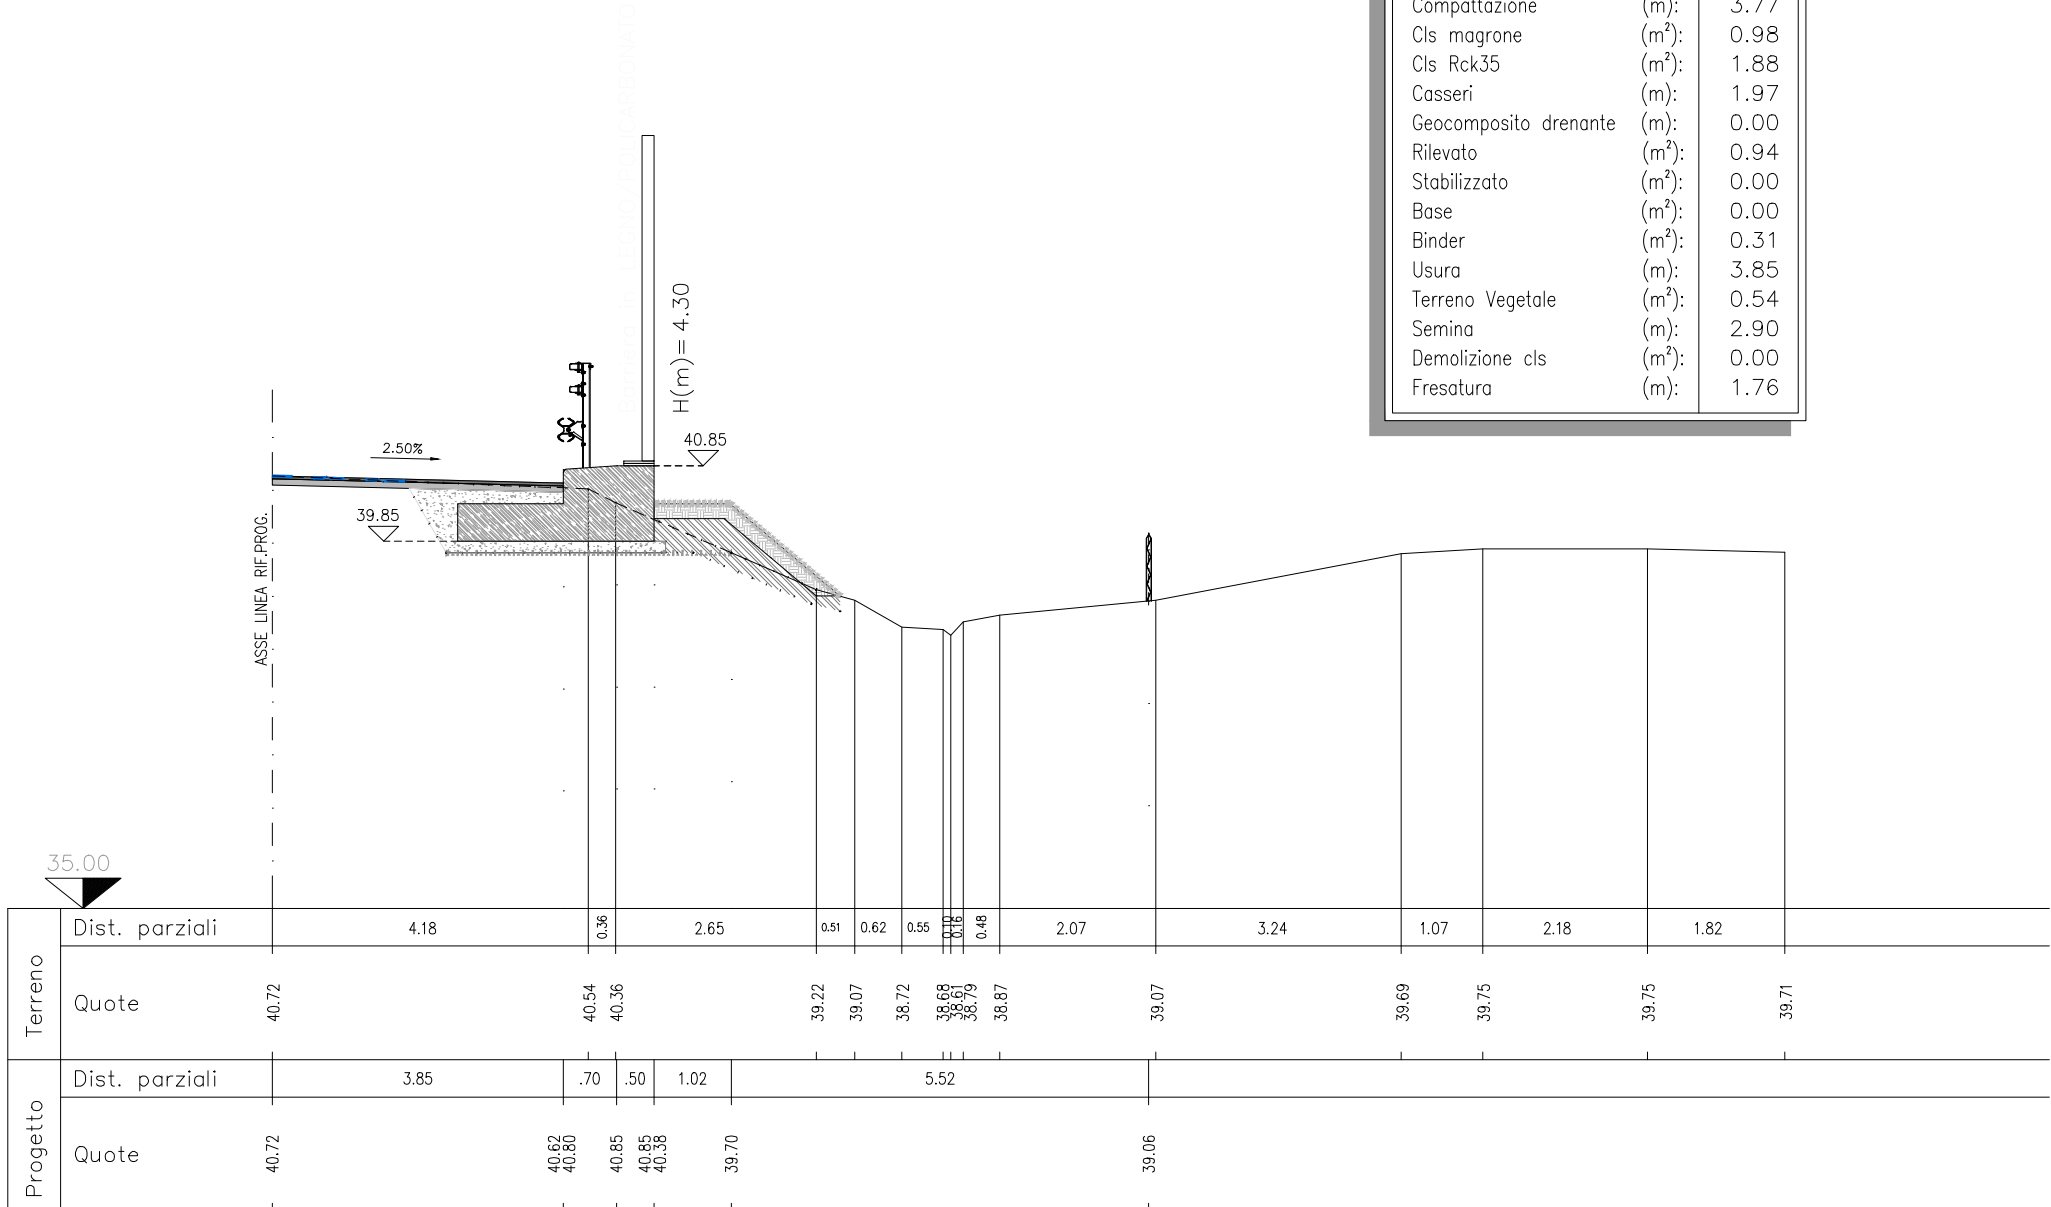 Compattazione (m): 3.77
Cls magrone (m²): 0.98
Cls Rck35 (m²): 1.88
Casseri (m): 1.97
Geocomposito drenante (m): 0.00
Rilevato (m²): 0.94
Stabilizzato (m²): 0.00
Base (m²): 0.00
Binder (m²): 0.31
Usura (m): 3.85
Terreno Vegetale (m²): 0.54
Semina (m): 2.90
Demolizione cls (m²): 0.00
Fresatura (m): 1.76
H(m)= 4.30
2.50%
40.85
39.85
ASSE LINEA RIF.PROG.
35.00
Terreno
Dist. parziali 4.18 0.36 2.65 0.51 0.62 0.55 0.10 0.16 0.48 2.07 3.24 1.07 2.18 1.82
Quote 40.72 40.54 40.36 39.22 39.07 38.72 38.68 38.61 38.79 38.87 39.07 39.69 39.75 39.75 39.71
Progetto
Dist. parziali 3.85 .70 .50 1.02 5.52
Quote 40.72 40.62 40.80 40.85 40.85 40.38 39.70 39.06